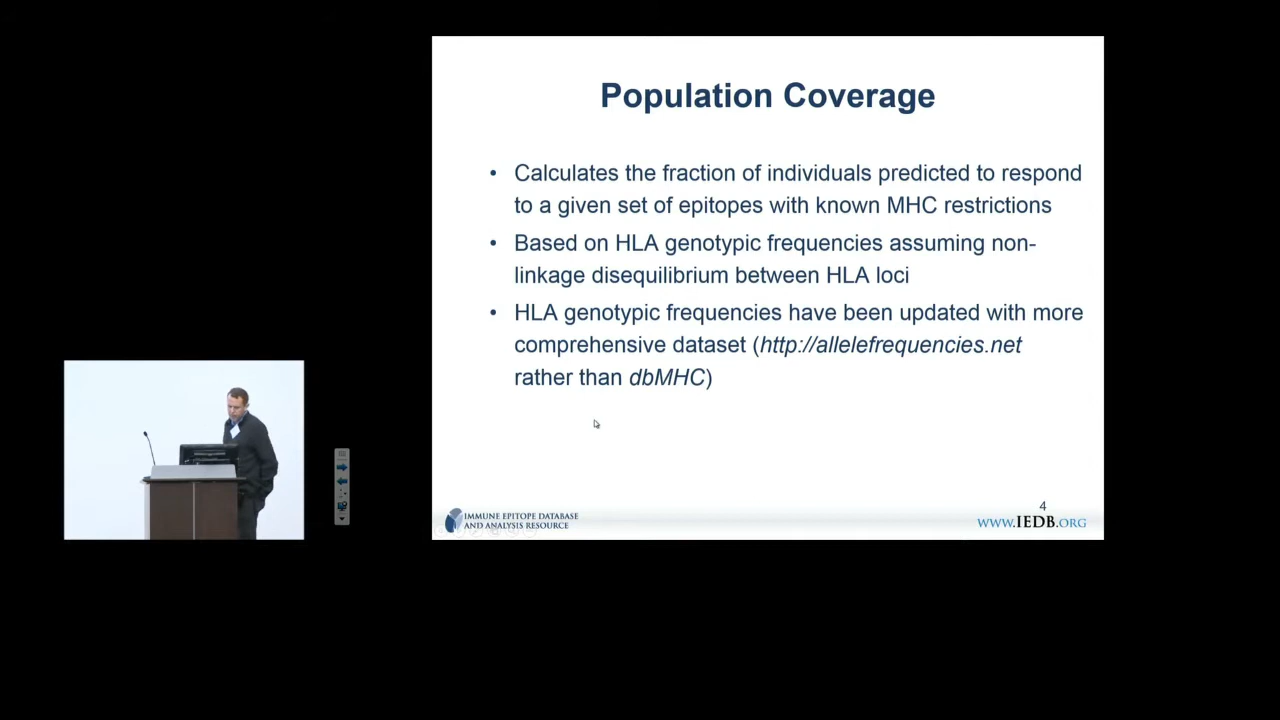 Population Coverage
• Calculates the fraction of individuals predicted to respond
to a given set of epitopes with known MHC restrictions
• Based on HLA genotypic frequencies assuming non-
linkage disequilibrium between HLA loci
• HLA genotypic frequencies have been updated with more
comprehensive dataset (http://allelefrequencies.net
rather than dbMHC)
IMMUNE EPITOPE DATABASE
AND ANALYSIS RESOURCE
4
WWW.IEDB.ORG